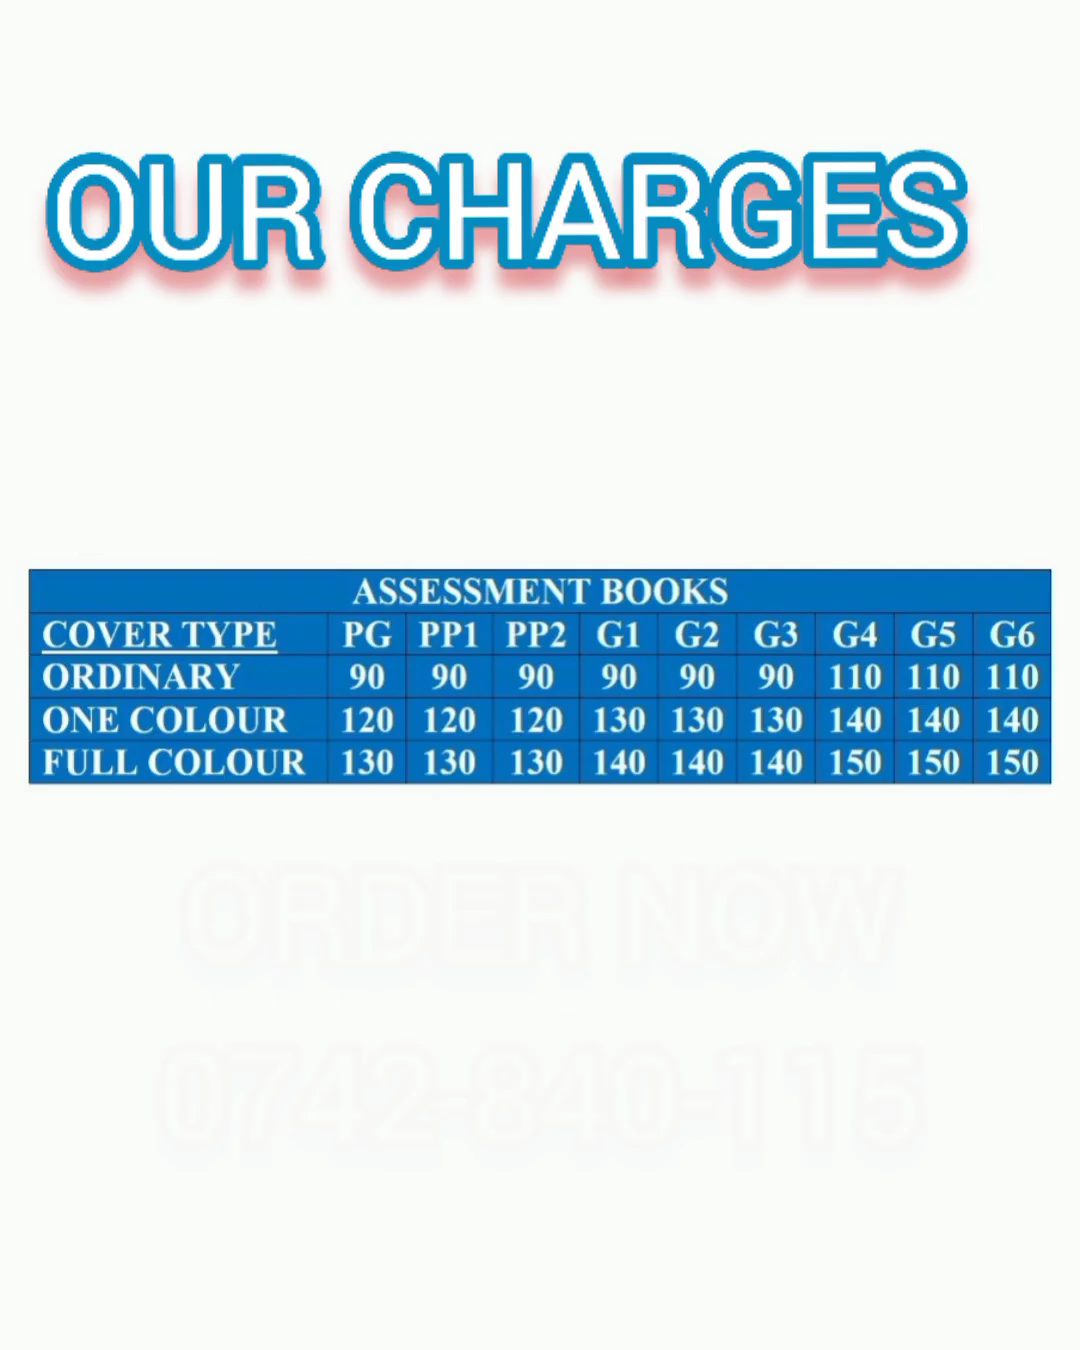 OUR CHARGES
ASSESSMENT BOOKS
COVER TYPE PG PP1 PP2 G1 G2 G3 G4 G5 G6
ORDINARY 90 90 90 90 90 90 110 110 110
ONE COLOUR 120 120 120 130 130 130 140 140 140
FULL COLOUR 130 130 130 140 140 140 150 150 150
ORDER NOW
0742-840-115